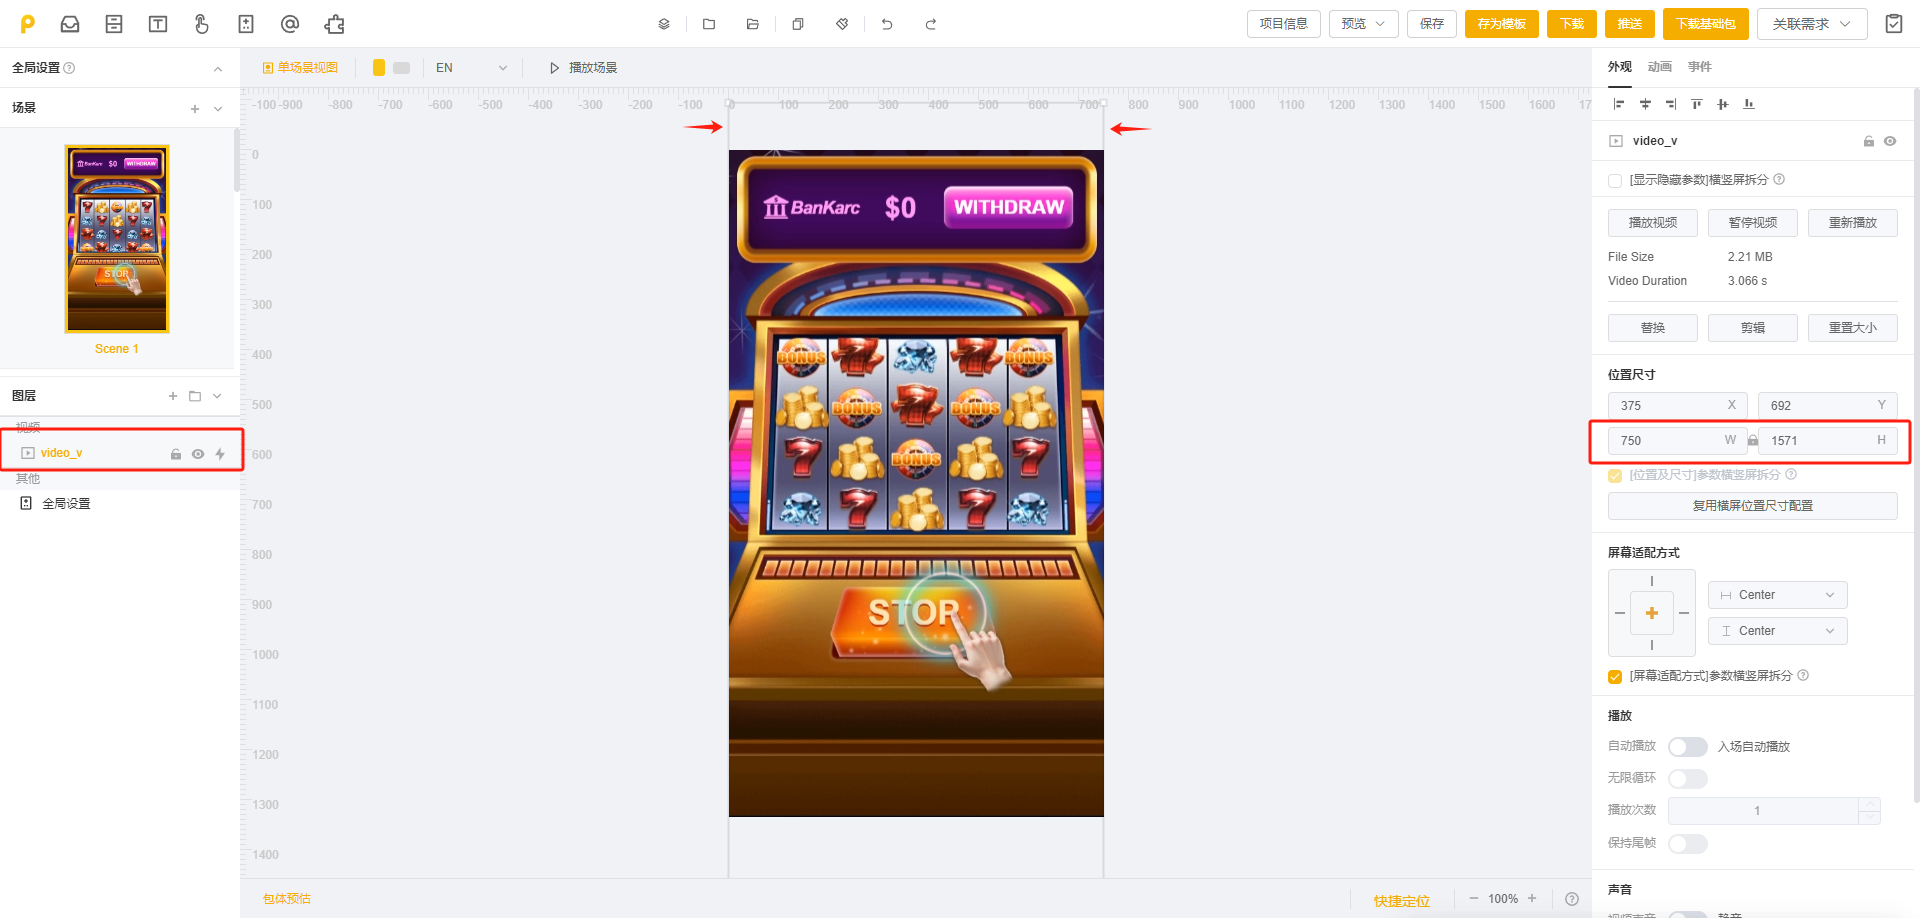 项目信息
预览
保存
存为模板
下载
推送
下载基础包
关联需求
全局设置
单场景视图
EN
播放场景
外观
动画
事件
场景
-100
-900
-800
-700
-600
-500
-400
-300
-200
-100
0
100
200
300
400
500
600
700
800
900
1000
1100
1200
1300
1400
1500
1600
17
BanKarc
$0
WITHDRAW
STOP
Scene 1
图层
视频
video_v
其他
全局设置
0
100
200
300
400
500
600
700
800
900
1000
1100
1200
1300
1400
BanKarc
$0
WITHDRAW
BONUS
BONUS
BONUS
BONUS
BONUS
STOP
包体预估
快捷定位
100%
video_v
[显示隐藏参数]横竖屏拆分
播放视频
暂停视频
重新播放
File Size
2.21 MB
Video Duration
3.066 s
替换
剪辑
重置大小
位置尺寸
375
X
692
Y
750
W
1571
H
[位置及尺寸]参数横竖屏拆分
复用横屏位置尺寸配置
屏幕适配方式
Center
Center
[屏幕适配方式]参数横竖屏拆分
播放
自动播放
入场自动播放
无限循环
播放次数
1
保持尾帧
声音
视频声音
静音